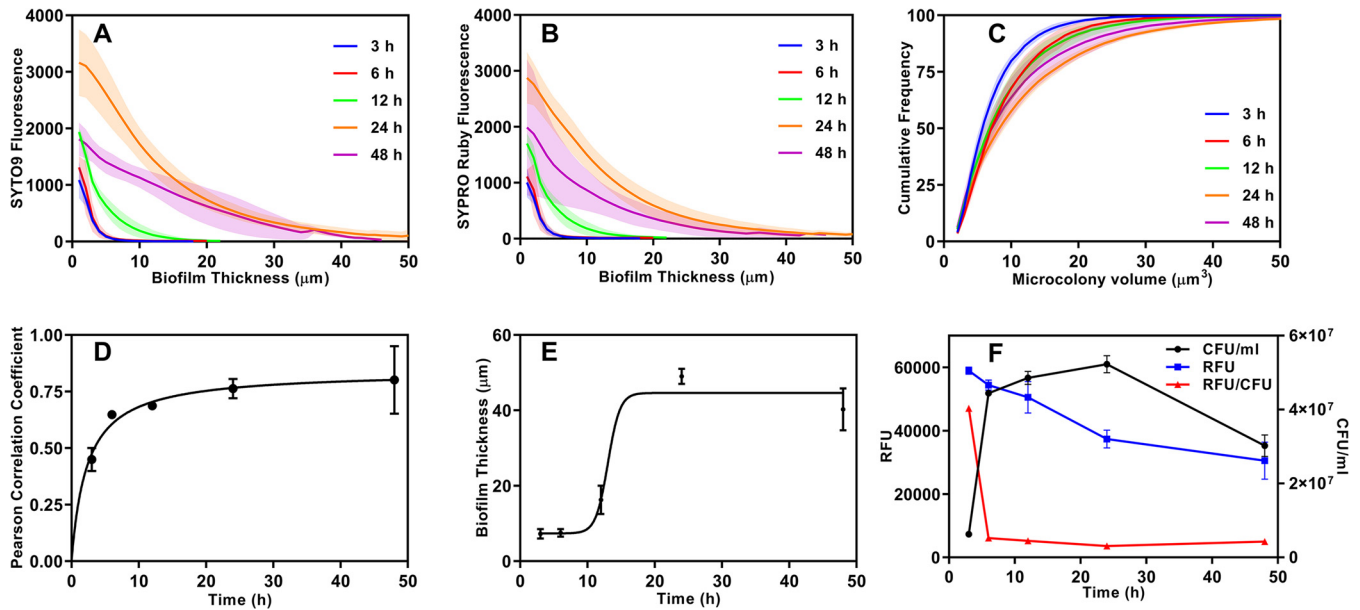 A
SYTO9 Fluorescence
4000
3000
2000
1000
0
3 h
6 h
12 h
24 h
48 h
0 10 20 30 40 50
Biofilm Thickness (μm)
B
SYPRO Ruby Fluorescence
4000
3000
2000
1000
0
3 h
6 h
12 h
24 h
48 h
0 10 20 30 40 50
Biofilm Thickness (μm)
C
Cumulative Frequency
100
75
50
25
0
3 h
6 h
12 h
24 h
48 h
0 10 20 30 40 50
Microcolony volume (μm³)
D
Pearson Correlation Coefficient
1.00
0.75
0.50
0.25
0.00
0 10 20 30 40 50
Time (h)
E
Biofilm Thickness (μm)
60
40
20
0
0 10 20 30 40 50
Time (h)
F
RFU
60000
40000
20000
0
CFU/ml
RFU
RFU/CFU
6×10⁷
4×10⁷
2×10⁷
0
CFU/ml
0 10 20 30 40 50
Time (h)